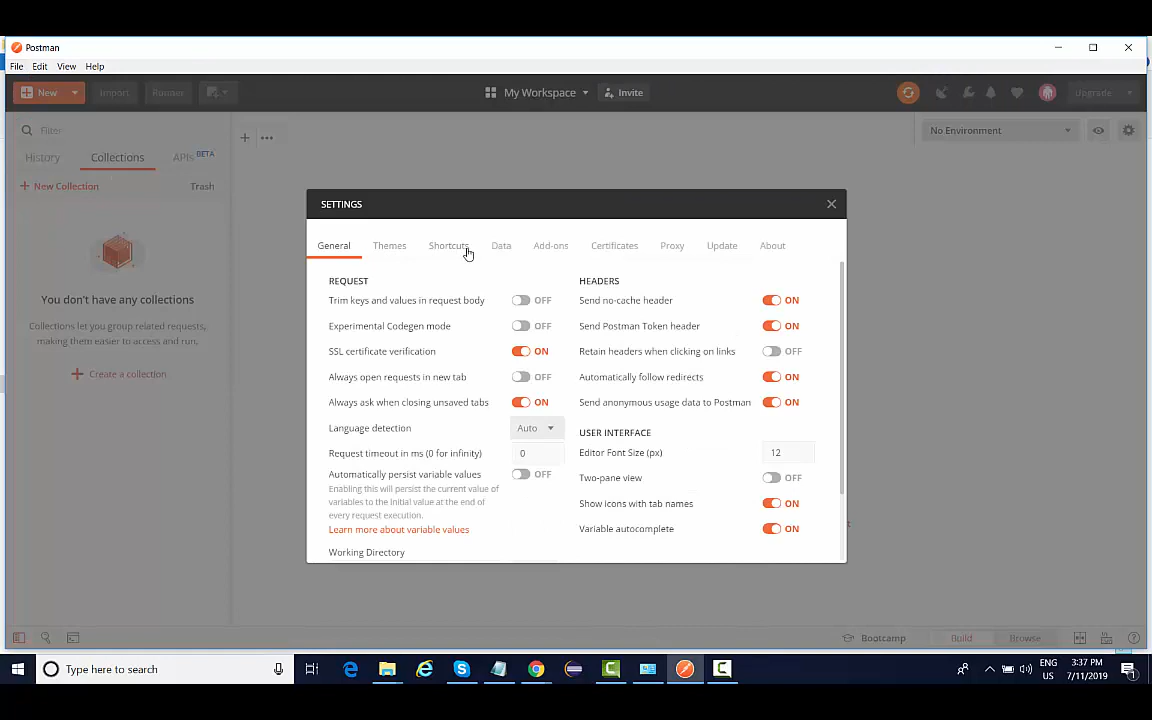 Postman
File Edit View Help
New Import Runner My Workspace Invite Upgrade
Filter
No Environment
History Collections APIs BETA
+ New Collection Trash
You don't have any collections
Collections let you group related requests,
making them easier to access and run.
+ Create a collection
SETTINGS
General Themes Shortcuts Data Add-ons Certificates Proxy Update About
REQUEST
Trim keys and values in request body OFF
Experimental Codegen mode OFF
SSL certificate verification ON
Always open requests in new tab OFF
Always ask when closing unsaved tabs ON
Language detection Auto
Request timeout in ms (0 for infinity) 0
Automatically persist variable values OFF
Enabling this will persist the current value of
variables to the initial value at the end of
every request execution.
Learn more about variable values
Working Directory
HEADERS
Send no-cache header ON
Send Postman Token header ON
Retain headers when clicking on links OFF
Automatically follow redirects ON
Send anonymous usage data to Postman ON
USER INTERFACE
Editor Font Size (px) 12
Two-pane view OFF
Show icons with tab names ON
Variable autocomplete ON
Bootcamp Build Browse
Type here to search
ENG
US
3:37 PM
7/11/2019